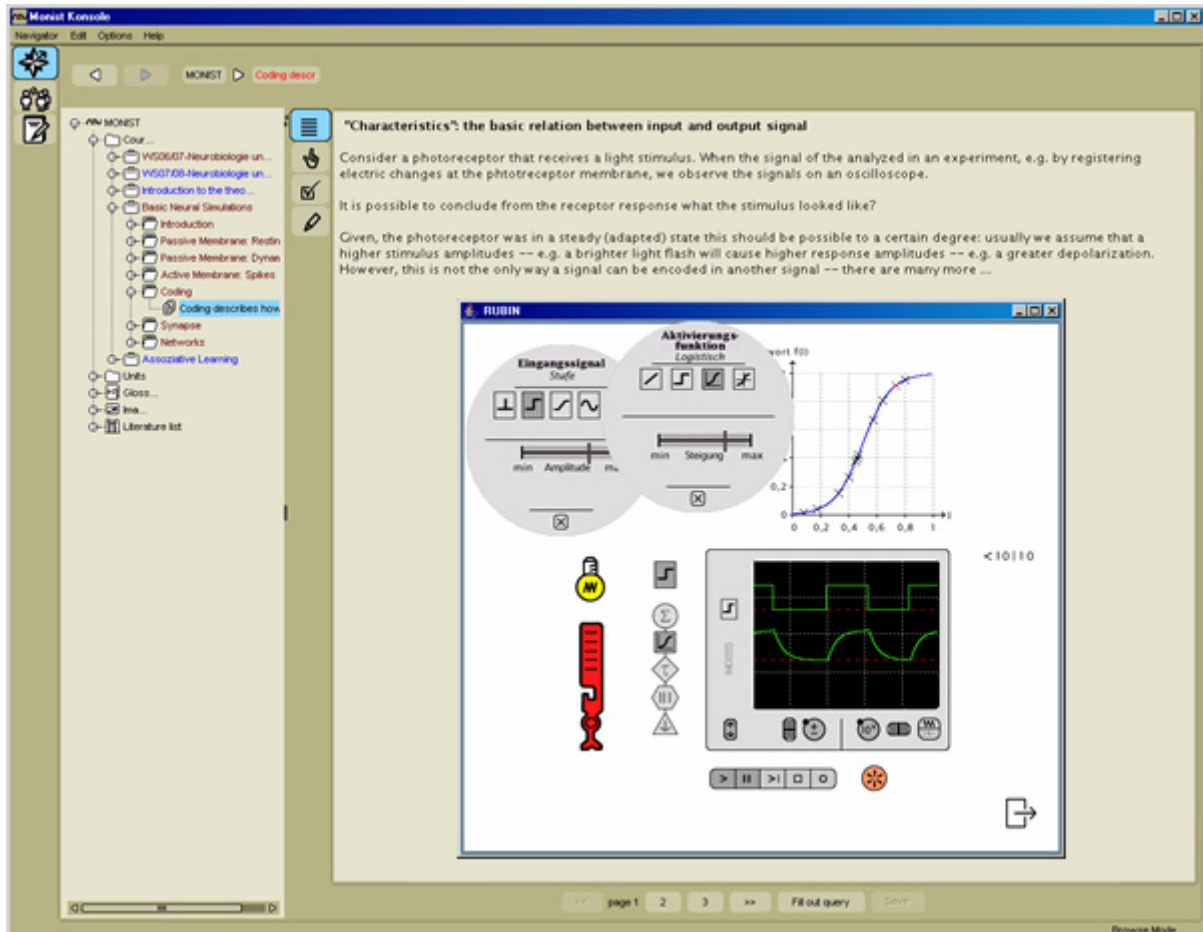 Monist Konsole
Navigator Edit Options Help
MONIST Coding descr
MONIST
Cour...
WS06/07-Neurobiologie un...
WS07/08-Neurobiologie un...
Introduction to the theo...
Basic Neural Simulations
Introduction
Passive Membrane: Restin
Passive Membrane: Dynan
Active Membrane: Spikes
Coding
Coding describes how
Synapse
Networks
Assoziative Learning
Units
Gloss...
Ima...
Literature list
"Characteristics": the basic relation between input and output signal
Consider a photoreceptor that receives a light stimulus. When the signal of the analyzed in an experiment, e.g. by registering
electric changes at the phtotreceptor membrane, we observe the signals on an oscilloscope.
It is possible to conclude from the receptor response what the stimulus looked like?
Given, the photoreceptor was in a steady (adapted) state this should be possible to a certain degree: usually we assume that a
higher stimulus amplitudes -- e.g. a brighter light flash will cause higher response amplitudes -- e.g. a greater depolarization.
However, this is not the only way a signal can be encoded in another signal -- there are many more ...
RUBIN
Eingangssignal
Stufe
min Amplitude
Aktivierungs-
funktion
Logistisch
min Steigung max
wort f(I)
0,2
0
0 0,2 0,4 0,6 0,8 1
<10|10
MONIST
page 1 2 3 >> Fill out query Save
Browse Mode